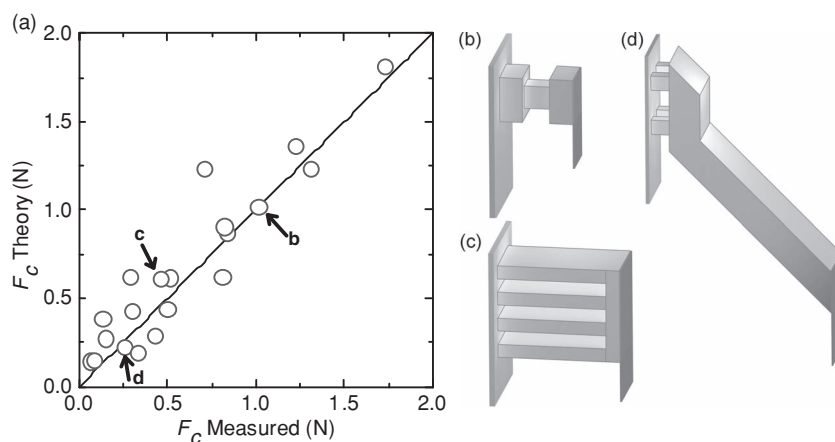 (a)
2.0
1.5
1.0
0.5
0.0
0.0 0.5 1.0 1.5 2.0
F_c Theory (N)
F_c Measured (N)
c
b
d
(b)
(d)
(c)